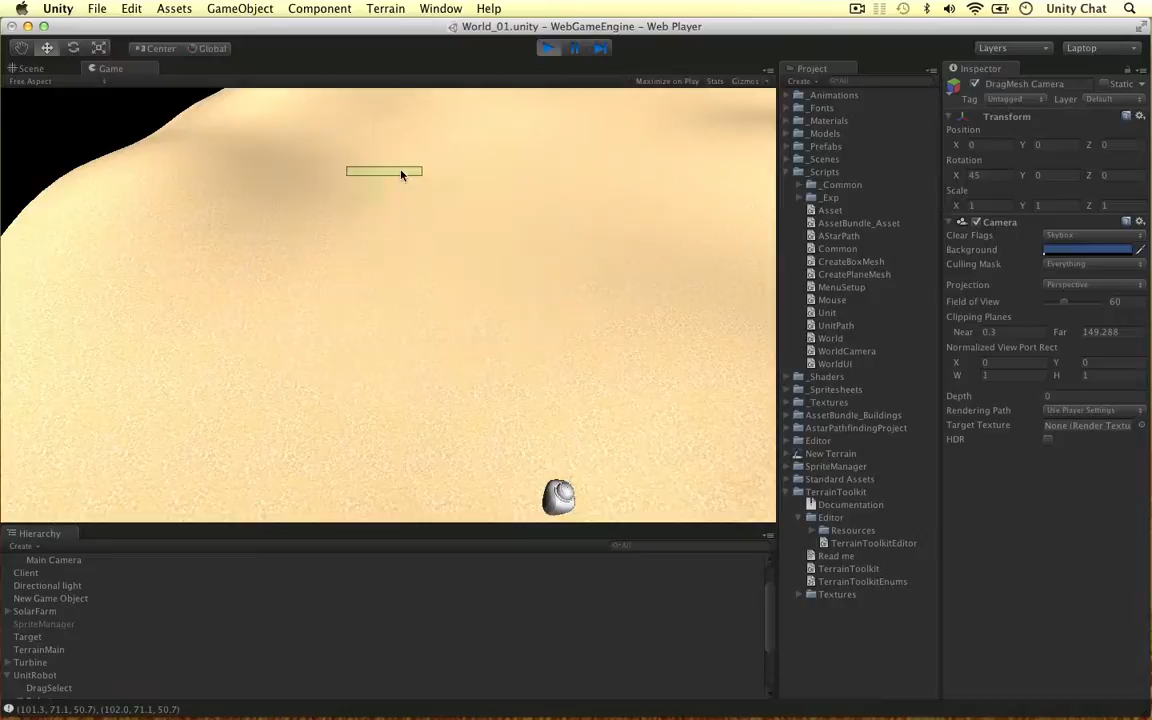 Unity File Edit Assets GameObject Component Terrain Window Help Unity Chat
World_01.unity - WebGameEngine - Web Player
Center Global Layers Laptop
Scene Game Project Inspector
Free Aspect Maximize on Play Stats Gizmos Create
DragMesh Camera Static
Tag Untagged Layer Default
Transform
Position
X 0 Y 0 Z 0
Rotation
X 45 Y 0 Z 0
Scale
X 1 Y 1 Z 1
Camera
Clear Flags Skybox
Background
Culling Mask Everything
Projection Perspective
Field of View 60
Clipping Planes
Near 0.3 Far 149.288
Normalized View Port Rect
X 0 Y 0
W 1 H 1
Depth 0
Rendering Path Use Player Settings
Target Texture None (Render Textu
HDR
_Animations
_Fonts
_Materials
_Models
_Prefabs
_Scenes
_Scripts
_Common
_Exp
Asset
AssetBundle_Asset
AStarPath
Common
CreateBoxMesh
CreatePlaneMesh
MenuSetup
Mouse
Unit
UnitPath
World
WorldCamera
WorldUI
_Shaders
_Spritesheets
_Textures
AssetBundle_Buildings
AstarPathfindingProject
Editor
New Terrain
SpriteManager
Standard Assets
TerrainToolkit
Documentation
Editor
Resources
TerrainToolkitEditor
Read me
TerrainToolkit
TerrainToolkitEnums
Textures
Hierarchy
Create
Main Camera
Client
Directional light
New Game Object
SolarFarm
SpriteManager
Target
TerrainMain
Turbine
UnitRobot
DragSelect
(101.3, 71.1, 50.7), (102.0, 71.1, 50.7)